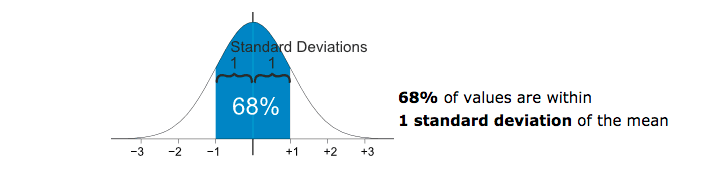 Standard Deviations
1 1
68%
68% of values are within
1 standard deviation of the mean
−3 −2 −1 +1 +2 +3